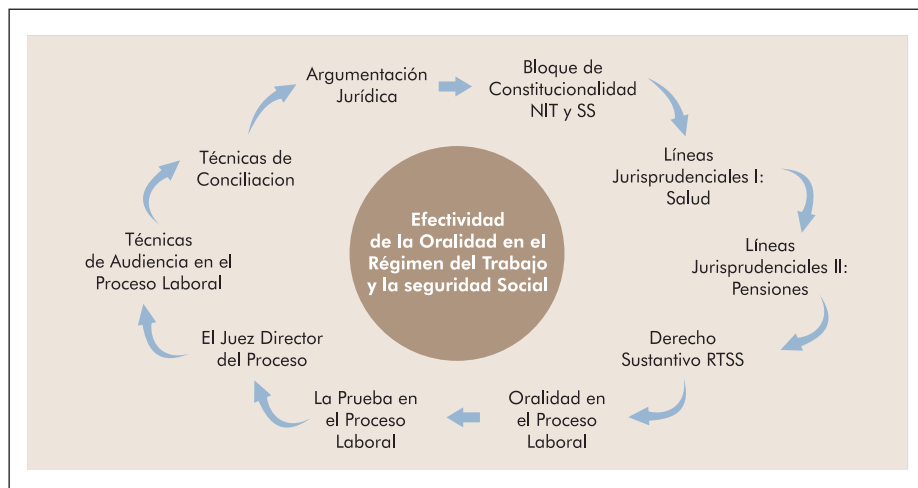 Argumentación
Jurídica
Bloque de
Constitucionalidad
NIT y SS
Líneas
Jurisprudenciales I:
Salud
Líneas
Jurisprudenciales II:
Pensiones
Derecho
Sustantivo RTSS
Oralidad en
el Proceso
Laboral
La Prueba en
el Proceso
Laboral
El Juez Director
del Proceso
Técnicas
de Audiencia en el
Proceso Laboral
Técnicas de
Conciliacion
Efectividad
de la Oralidad en el
Régimen del Trabajo
y la seguridad Social